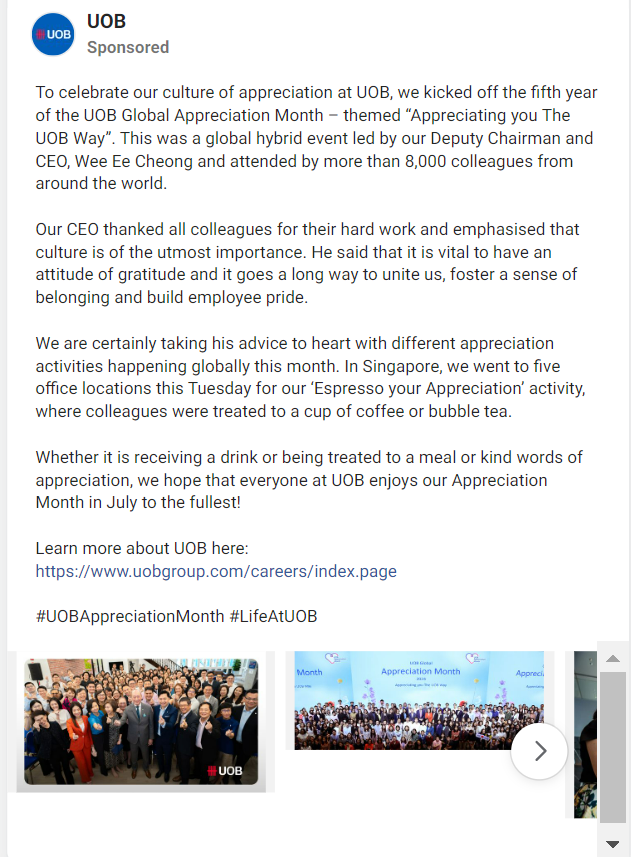 UOB
UOB
Sponsored
To celebrate our culture of appreciation at UOB, we kicked off the fifth year
of the UOB Global Appreciation Month – themed “Appreciating you The
UOB Way”. This was a global hybrid event led by our Deputy Chairman and
CEO, Wee Ee Cheong and attended by more than 8,000 colleagues from
around the world.
Our CEO thanked all colleagues for their hard work and emphasised that
culture is of the utmost importance. He said that it is vital to have an
attitude of gratitude and it goes a long way to unite us, foster a sense of
belonging and build employee pride.
We are certainly taking his advice to heart with different appreciation
activities happening globally this month. In Singapore, we went to five
office locations this Tuesday for our ‘Espresso your Appreciation’ activity,
where colleagues were treated to a cup of coffee or bubble tea.
Whether it is receiving a drink or being treated to a meal or kind words of
appreciation, we hope that everyone at UOB enjoys our Appreciation
Month in July to the fullest!
Learn more about UOB here:
https://www.uobgroup.com/careers/index.page
#UOBAppreciationMonth #LifeAtUOB
UOB
Month
UOB Global
Appreciation Month
Appreciating you The UOB Way
Appreci